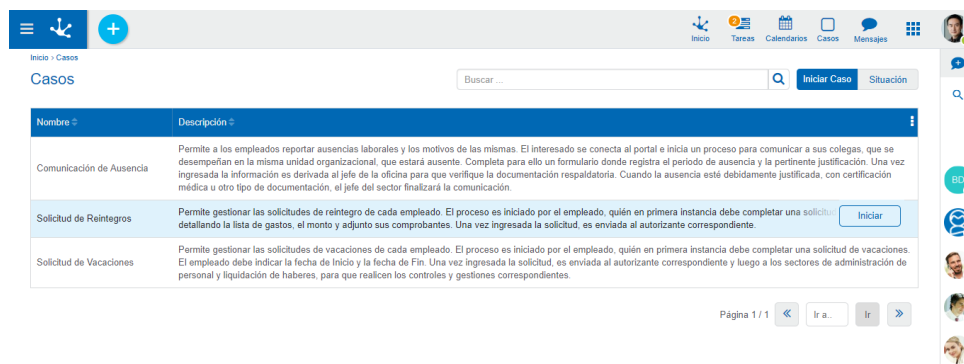 2
Inicio
Tareas
Calendarios
Casos
Mensajes
Inicio › Casos
Casos
Buscar ...
Iniciar Caso
Situación
Nombre
Descripción
Comunicación de Ausencia
Permite a los empleados reportar ausencias laborales y los motivos de las mismas. El interesado se conecta al portal e inicia un proceso para comunicar a sus colegas, que se
desempeñan en la misma unidad organizacional, que estará ausente. Completa para ello un formulario donde registra el periodo de ausencia y la pertinente justificación. Una vez
ingresada la información es derivada al jefe de la oficina para que verifique la documentación respaldatoria. Cuando la ausencia esté debidamente justificada, con certificación
médica u otro tipo de documentación, el jefe del sector finalizará la comunicación.
Solicitud de Reintegros
Permite gestionar las solicitudes de reintegro de cada empleado. El proceso es iniciado por el empleado, quién en primera instancia debe completar una
detallando la lista de gastos, el monto y adjunto sus comprobantes. Una vez ingresada la solicitud, es enviada al autorizante correspondiente.
Iniciar
Solicitud de Vacaciones
Permite gestionar las solicitudes de vacaciones de cada empleado. El proceso es iniciado por el empleado, quién en primera instancia debe completar una solicitud de vacaciones.
El empleado debe indicar la fecha de Inicio y la fecha de Fin. Una vez ingresada la solicitud, es enviada al autorizante correspondiente y luego a los sectores de administración de
personal y liquidación de haberes, para que realicen los controles y gestiones correspondientes.
Página 1 / 1
Ir a..
Ir
BD